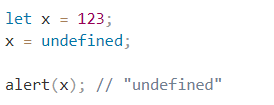 let x = 123;
x = undefined;
alert(x); // "undefined"